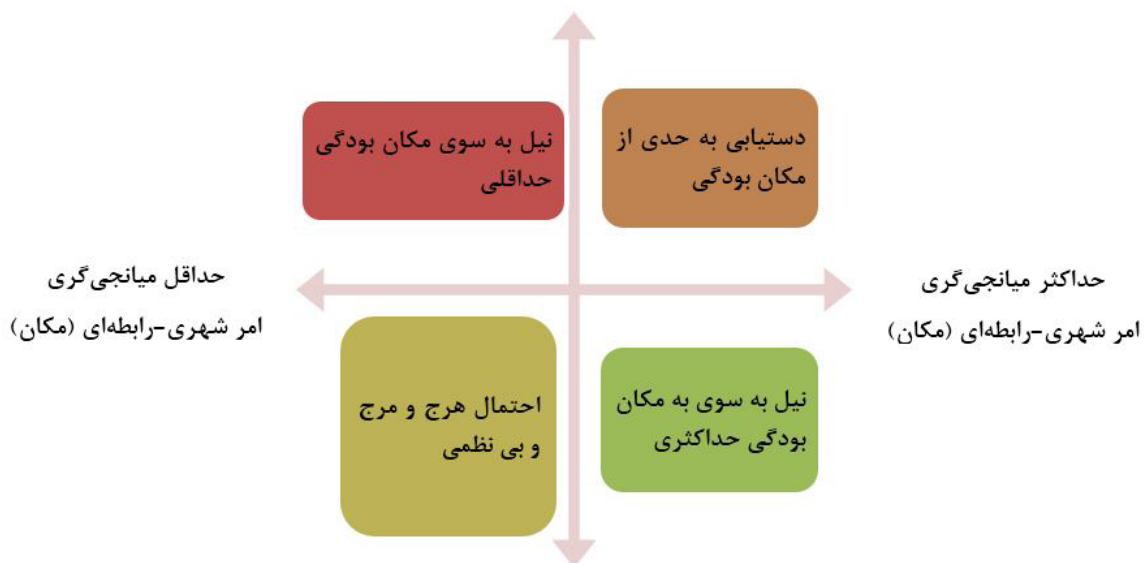 دستیابی به حدی از
مکان بودگی
نیل به سوی مکان بودگی
حداقلی
حداکثر میانجی‌گری
امر شهری-رابطه‌ای (مکان)
حداقل میانجی‌گری
امر شهری-رابطه‌ای (مکان)
نیل به سوی به مکان
بودگی حداکثری
احتمال هرج و مرج
و بی نظمی